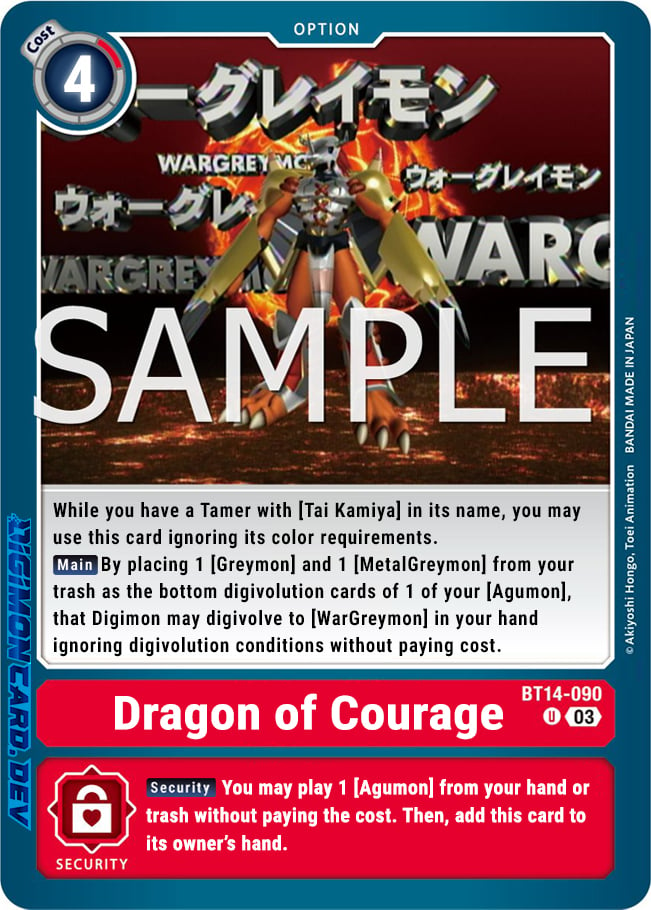 OPTION
Cost
4
ウォーグレイモン
WARGREYMO
ウォーグレイモン
ウォーグレ
WARG
WARGREYMO
SAMPLE
While you have a Tamer with [Tai Kamiya] in its name, you may
use this card ignoring its color requirements.
Main By placing 1 [Greymon] and 1 [MetalGreymon] from your
trash as the bottom digivolution cards of 1 of your [Agumon],
that Digimon may digivolve to [WarGreymon] in your hand
ignoring digivolution conditions without paying cost.
© Akiyoshi Hongo, Toei Animation BANDAI MADE IN JAPAN
DIGIMONCARD.DEV
BT14-090
Dragon of Courage
U 03
Security You may play 1 [Agumon] from your hand or
trash without paying the cost. Then, add this card to
its owner's hand.
SECURITY